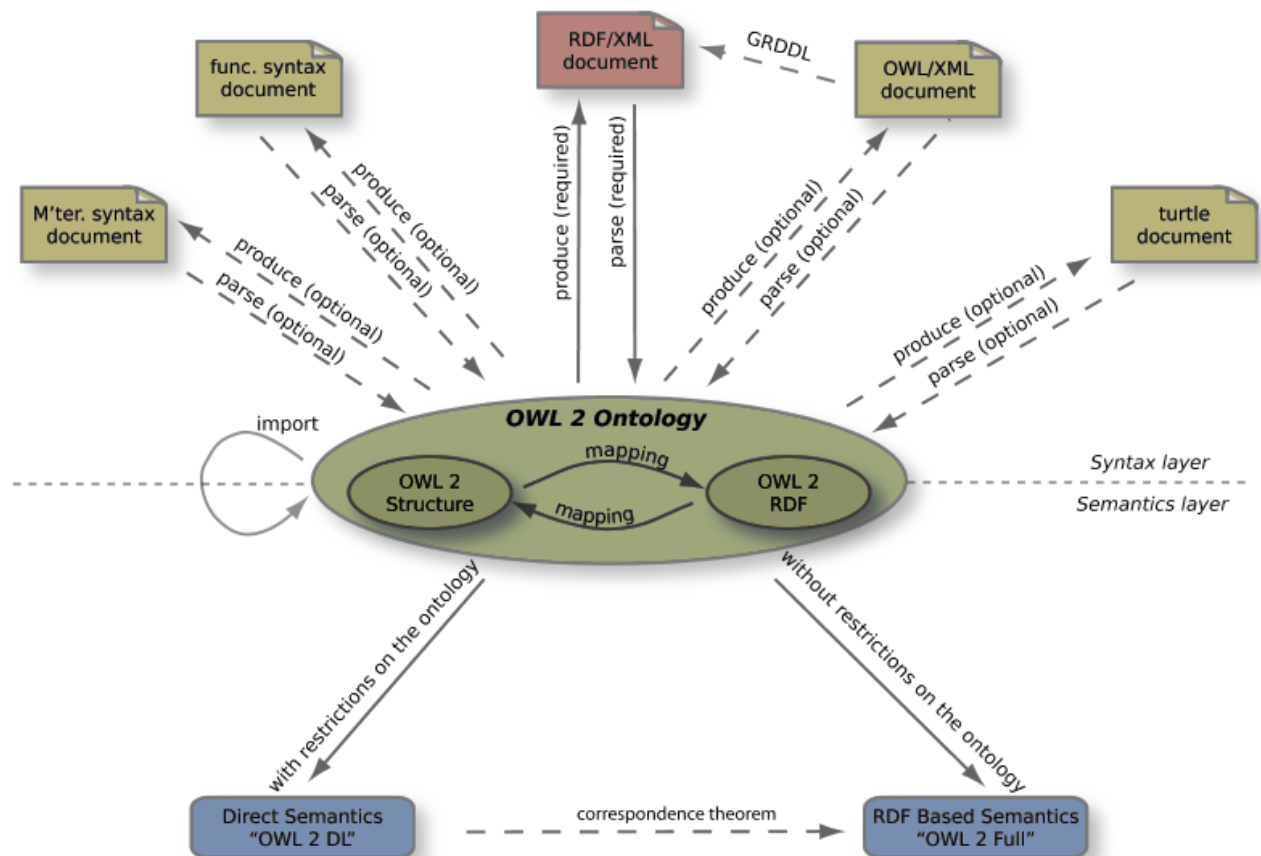 RDF/XML
document
GRDDL
func. syntax
document
OWL/XML
document
M'ter. syntax
document
turtle
document
produce (optional)
parse (optional)
produce (optional)
parse (optional)
produce (required)
parse (required)
produce (optional)
parse (optional)
produce (optional)
parse (optional)
import
OWL 2 Ontology
mapping
OWL 2
Structure
mapping
OWL 2
RDF
Syntax layer
Semantics layer
with restrictions on the ontology
without restrictions on the ontology
Direct Semantics
“OWL 2 DL”
correspondence theorem
RDF Based Semantics
“OWL 2 Full”